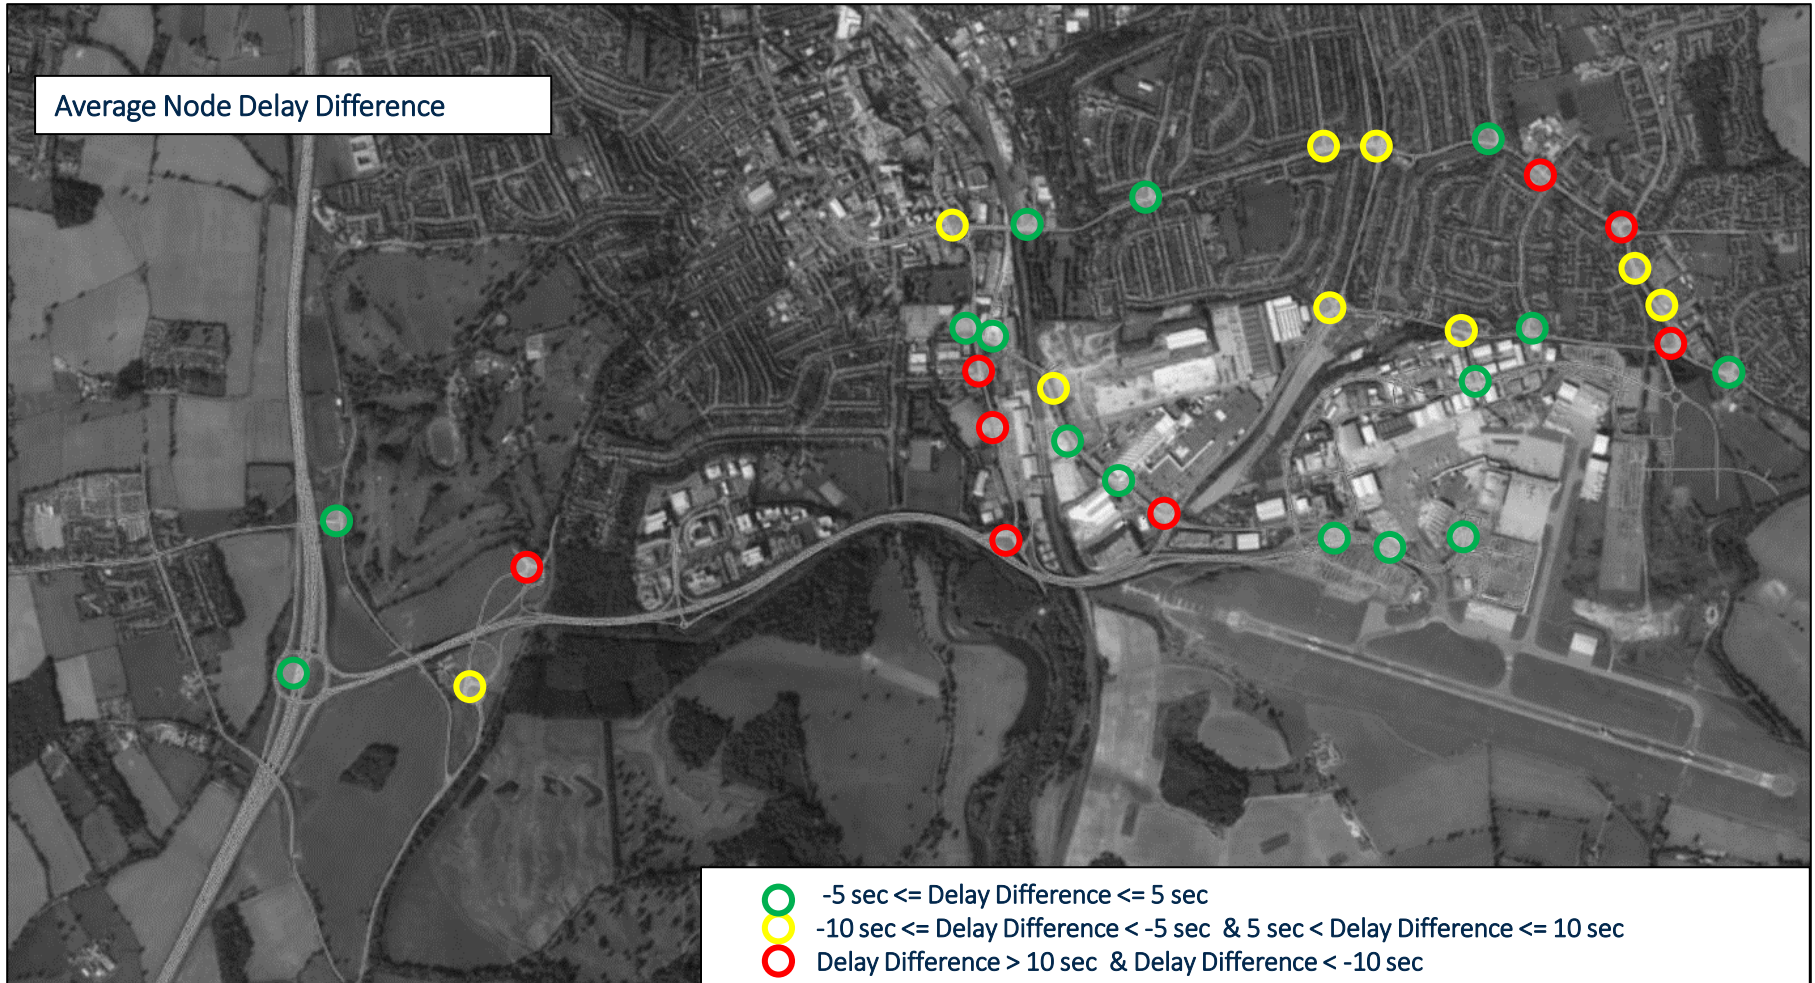 Average Node Delay Difference
-5 sec <= Delay Difference <= 5 sec
-10 sec <= Delay Difference < -5 sec & 5 sec < Delay Difference <= 10 sec
Delay Difference > 10 sec & Delay Difference < -10 sec